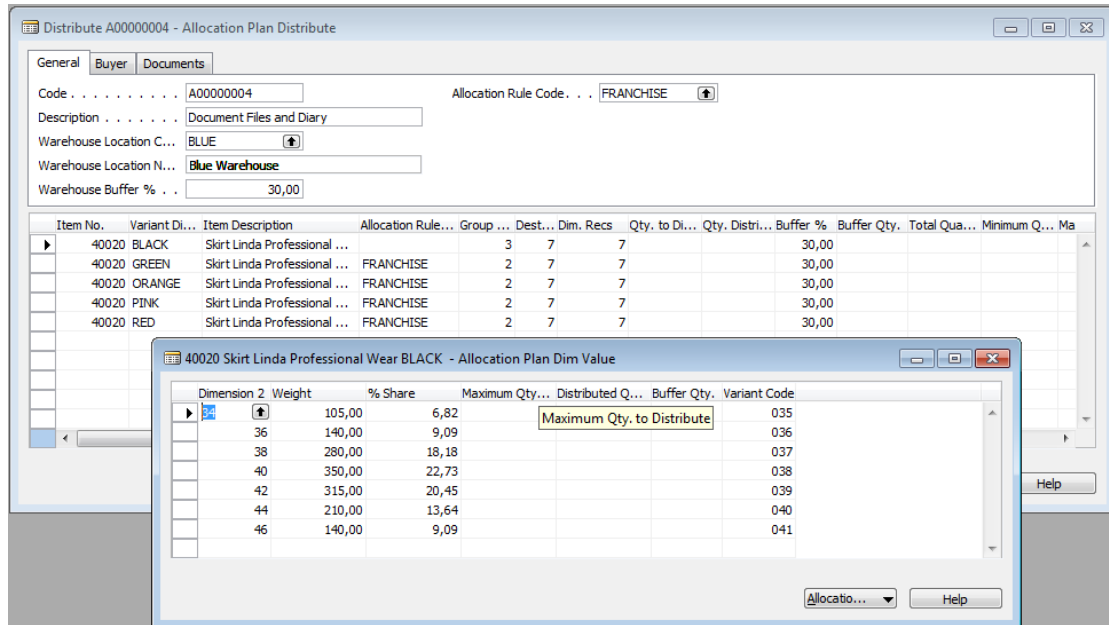 Distribute A00000004 - Allocation Plan Distribute
General Buyer Documents
Code . . . . . . . . . . A00000004 Allocation Rule Code. . . FRANCHISE
Description . . . . . . . Document Files and Diary
Warehouse Location C... BLUE
Warehouse Location N... Blue Warehouse
Warehouse Buffer % . . 30,00
Item No. Variant Di... Item Description Allocation Rule... Group ... Dest... Dim. Recs Qty. to Di... Qty. Distri... Buffer % Buffer Qty. Total Qua... Minimum Q... Ma
40020 BLACK Skirt Linda Professional ... 3 7 7 30,00
40020 GREEN Skirt Linda Professional ... FRANCHISE 2 7 7 30,00
40020 ORANGE Skirt Linda Professional ... FRANCHISE 2 7 7 30,00
40020 PINK Skirt Linda Professional ... FRANCHISE 2 7 7 30,00
40020 RED Skirt Linda Professional ... FRANCHISE 2 7 7 30,00
40020 Skirt Linda Professional Wear BLACK - Allocation Plan Dim Value
Dimension 2 Weight % Share Maximum Qty... Distributed Q... Buffer Qty. Variant Code
34 105,00 6,82 035
Maximum Qty. to Distribute
36 140,00 9,09 036
38 280,00 18,18 037
40 350,00 22,73 038
42 315,00 20,45 039
44 210,00 13,64 040
46 140,00 9,09 041
Help
Allocatio... Help